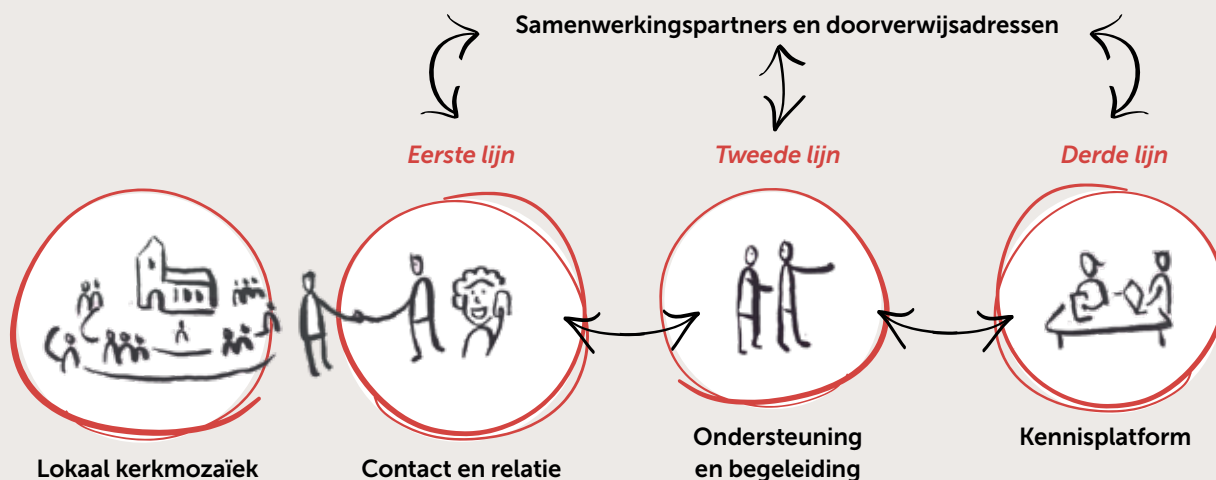 Samenwerkingspartners en doorverwijsadressen
Eerste lijn
Tweede lijn
Derde lijn
Lokaal kerkmozaïek
Contact en relatie
Ondersteuning
en begeleiding
Kennisplatform